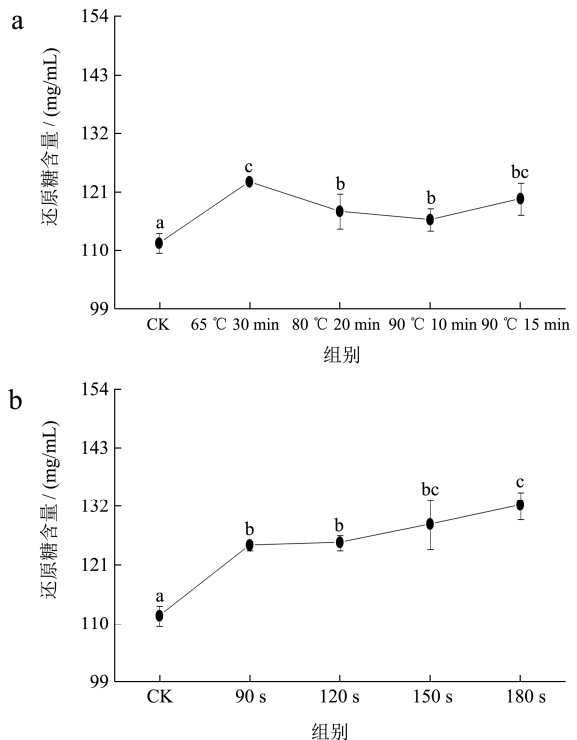 a
还原糖含量 / (mg/mL)
154
143
132
121
110
99
a
c
b
b
bc
CK
65 ℃ 30 min
80 ℃ 20 min
90 ℃ 10 min
90 ℃ 15 min
组别
b
还原糖含量 / (mg/mL)
154
143
132
121
110
99
a
b
b
bc
c
CK
90 s
120 s
150 s
180 s
组别